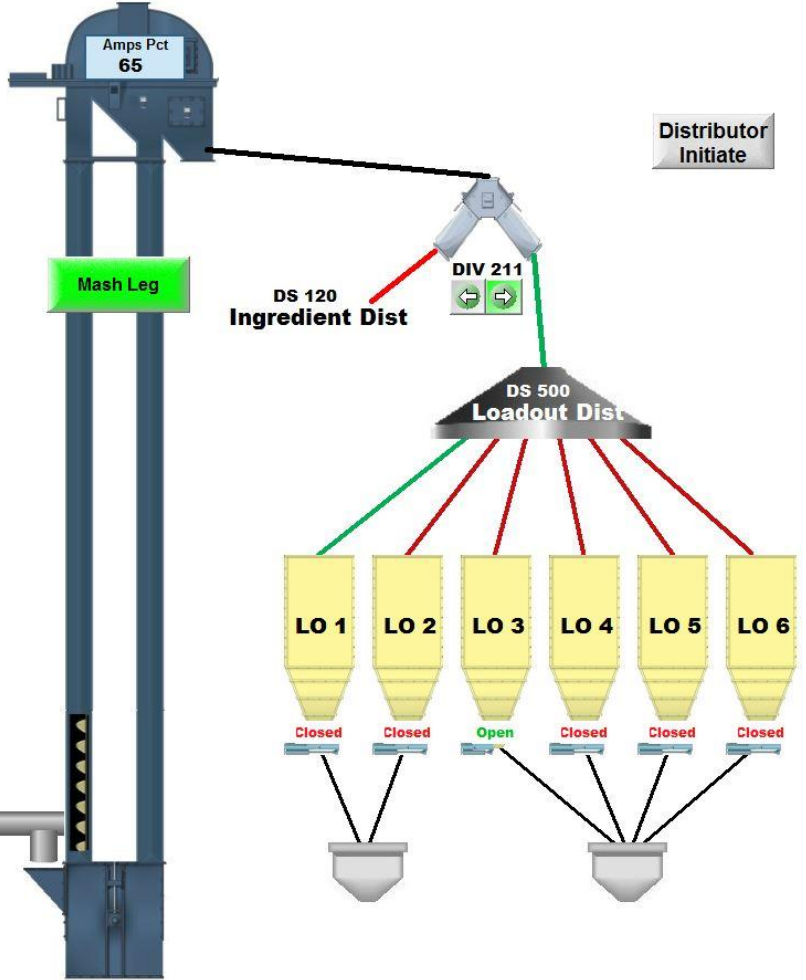 Amps Pct
65
Distributor
Initiate
Mash Leg
DIV 211
DS 120
Ingredient Dist
DS 500
Loadout Dist
LO 1
LO 2
LO 3
LO 4
LO 5
LO 6
Closed
Closed
Open
Closed
Closed
Closed